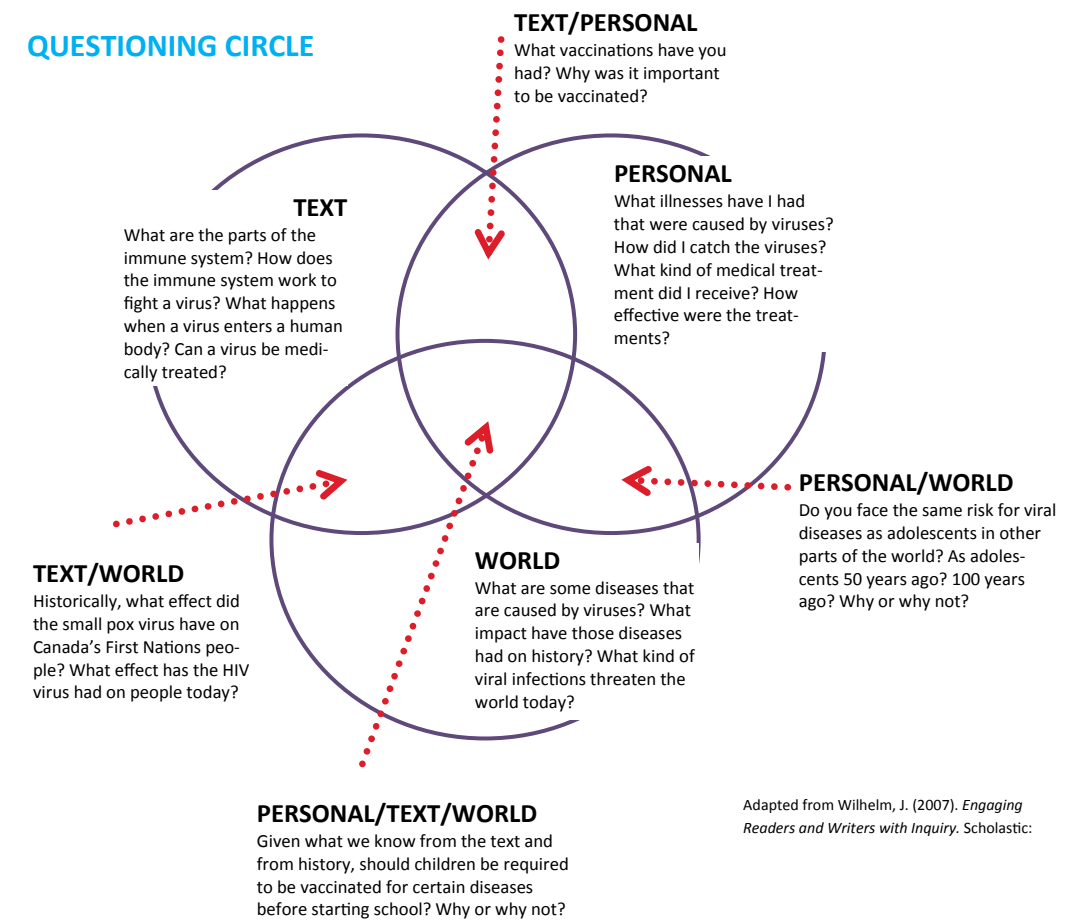 QUESTIONING CIRCLE
TEXT/PERSONAL
What vaccinations have you
had? Why was it important
to be vaccinated?
TEXT
What are the parts of the
immune system? How does
the immune system work to
fight a virus? What happens
when a virus enters a human
body? Can a virus be medi-
cally treated?
PERSONAL
What illnesses have I had
that were caused by viruses?
How did I catch the viruses?
What kind of medical treat-
ment did I receive? How
effective were the treat-
ments?
PERSONAL/WORLD
Do you face the same risk for viral
diseases as adolescents in other
parts of the world? As adoles-
cents 50 years ago? 100 years
ago? Why or why not?
TEXT/WORLD
Historically, what effect did
the small pox virus have on
Canada's First Nations peo-
ple? What effect has the HIV
virus had on people today?
WORLD
What are some diseases that
are caused by viruses? What
impact have those diseases
had on history? What kind of
viral infections threaten the
world today?
PERSONAL/TEXT/WORLD
Given what we know from the text and
from history, should children be required
to be vaccinated for certain diseases
before starting school? Why or why not?
Adapted from Wilhelm, J. (2007). Engaging
Readers and Writers with Inquiry. Scholastic: